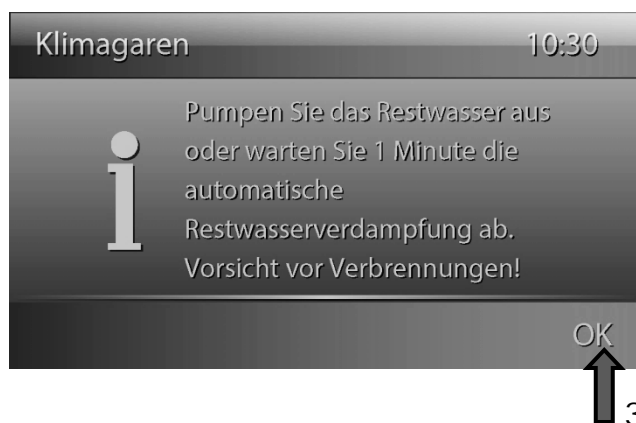 Klimagaren 10:30
Pumpen Sie das Restwasser aus
oder warten Sie 1 Minute die
automatische
Restwasserverdampfung ab.
Vorsicht vor Verbrennungen!
OK
3